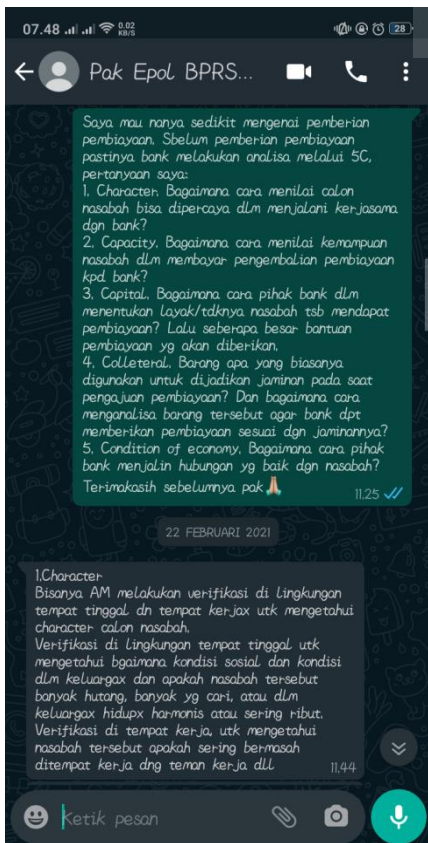 07.48 0.02 KB/S 28
Pak Epol BPRS...
Saya mau nanya sedikit mengenai pemberian
pembiayaan. Sbelum pemberian pembiayaan
pastinya bank melakukan analisa melalui 5C,
pertanyaan saya:
1. Character, Bagaimana cara menilai calon
nasabah bisa dipercaya dlm menjalani kerjasama
dgn bank?
2. Capacity, Bagaimana cara menilai kemampuan
nasabah dlm membayar pengembalian pembiayaan
kpd bank?
3. Capital, Bagaimana cara pihak bank dlm
menentukan layak/tdknya nasabah tsb mendapat
pembiayaan? Lalu seberapa besar bantuan
pembiayaan yg akan diberikan.
4. Colleteral, Barang apa yang biasanya
digunakan untuk dijadikan jaminan pada saat
pengajuan pembiayaan? Dan bagaimana cara
menganalisa barang tersebut agar bank dpt
memberikan pembiayaan sesuai dgn jaminannya?
5. Condition of economy, Bagaimana cara pihak
bank menjalin hubungan yg baik dgn nasabah?
Terimakasih sebelumnya pak🙏🏻
11.25
22 FEBRUARI 2021
1.Character
Bisanya AM melakukan verifikasi di lingkungan
tempat tinggal dn tempat kerjax utk mengetahui
character calon nasabah.
Verifikasi di lingkungan tempat tinggal utk
mengetahui bgaimana kondisi sosial dan kondisi
dlm keluargax dan apakah nasabah tersebut
banyak hutang, banyak yg cari, atau dlm
keluargax hidupx harmonis atau sering ribut.
Verifikasi di tempat kerja, utk mengetahui
nasabah tersebut apakah sering bermasah
ditempat kerja dng teman kerja dll
11.44
Ketik pesan